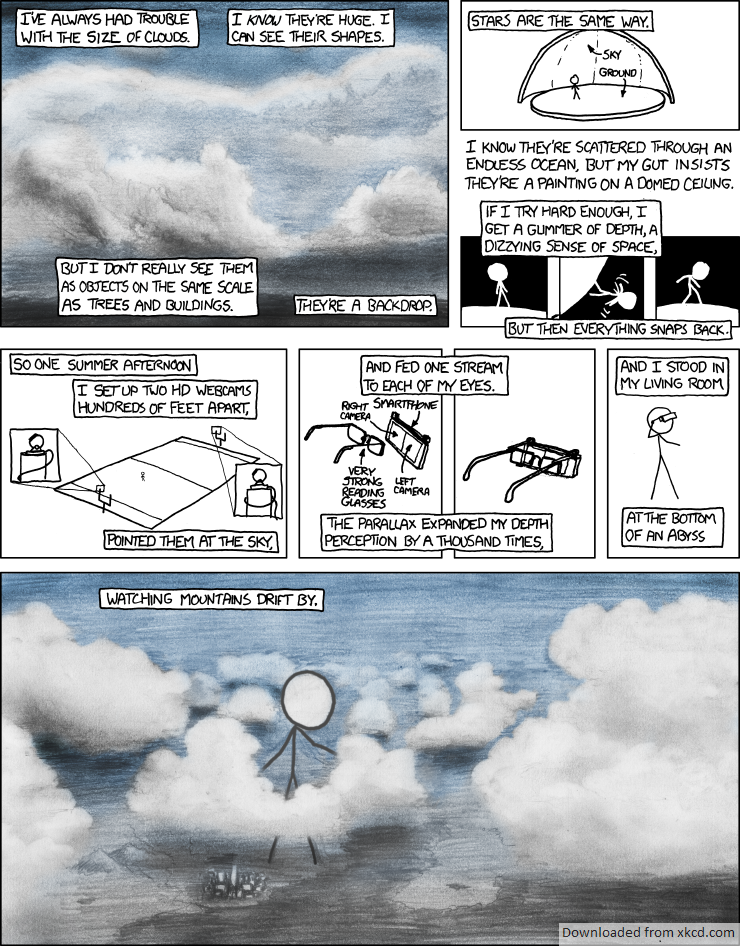 I'VE ALWAYS HAD TROUBLE
WITH THE SIZE OF CLOUDS.
I KNOW THEY'RE HUGE. I
CAN SEE THEIR SHAPES.
BUT I DON'T REALLY SEE THEM
AS OBJECTS ON THE SAME SCALE
AS TREES AND BUILDINGS.
THEY'RE A BACKDROP.
STARS ARE THE SAME WAY.
SKY
GROUND
I KNOW THEY'RE SCATTERED THROUGH AN
ENDLESS OCEAN, BUT MY GUT INSISTS
THEY'RE A PAINTING ON A DOMED CEILING.
IF I TRY HARD ENOUGH, I
GET A GLIMMER OF DEPTH, A
DIZZYING SENSE OF SPACE,
BUT THEN EVERYTHING SNAPS BACK.
SO ONE SUMMER AFTERNOON
I SET UP TWO HD WEBCAMS
HUNDREDS OF FEET APART,
POINTED THEM AT THE SKY,
AND FED ONE STREAM
TO EACH OF MY EYES.
RIGHT
CAMERA
SMARTPHONE
VERY
STRONG
READING
GLASSES
LEFT
CAMERA
THE PARALLAX EXPANDED MY DEPTH
PERCEPTION BY A THOUSAND TIMES,
AND I STOOD IN
MY LIVING ROOM
AT THE BOTTOM
OF AN ABYSS
WATCHING MOUNTAINS DRIFT BY.
Downloaded from xkcd.com